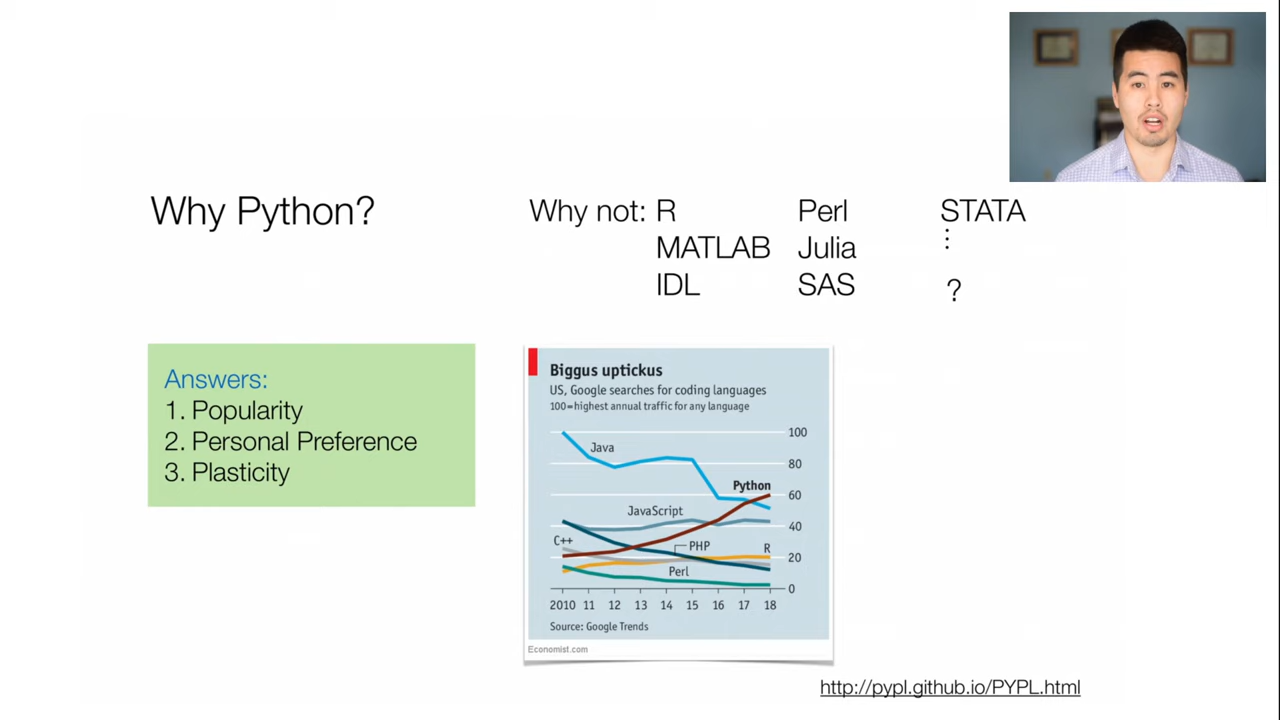 Why Python?
Why not: R Perl STATA
MATLAB Julia ⋮
IDL SAS ?
Answers:
1. Popularity
2. Personal Preference
3. Plasticity
Biggus uptickus
US, Google searches for coding languages
100=highest annual traffic for any language
100
Java
80
Python
60
JavaScript
40
C++
PHP
R
20
Perl
0
2010 11 12 13 14 15 16 17 18
Source: Google Trends
Economist.com
http://pypl.github.io/PYPL.html